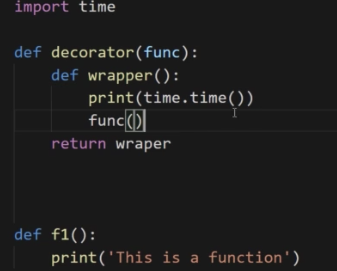 import time
def decorator(func):
    def wrapper():
        print(time.time())
        func()
    return wraper
def f1():
    print('This is a function')